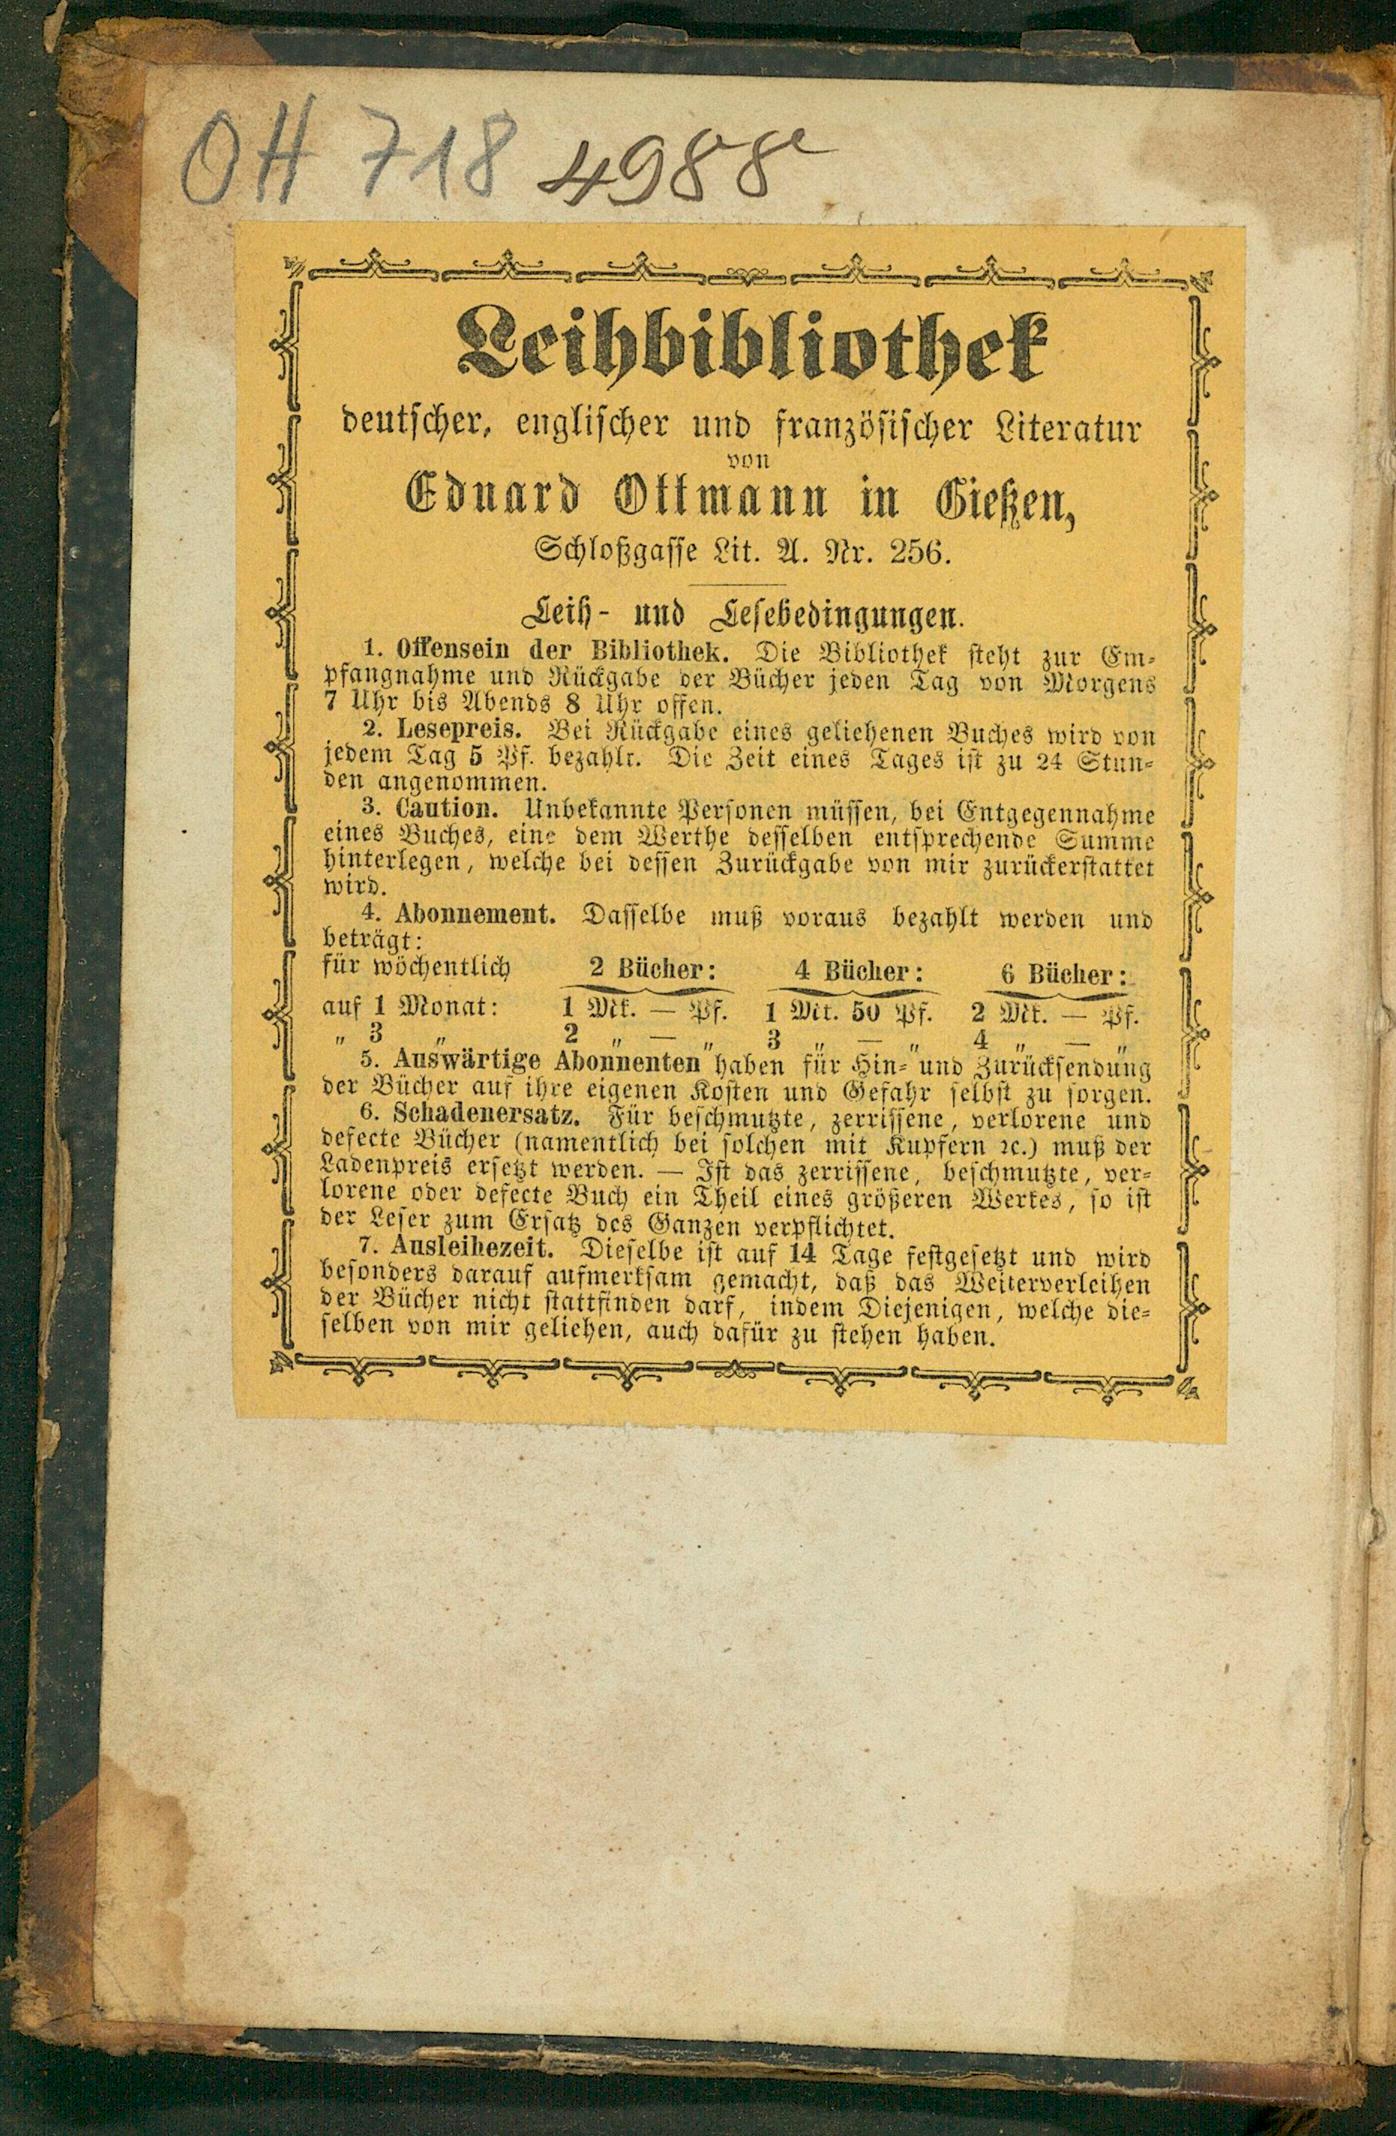 OH 718 4988e
Leihbibliothek
deutscher, englischer und französischer Literatur
von
Eduard Ottmann in Gießen,
Schloßgasse Lit. A. Nr. 256.
Leih- und Lesebedingungen.
1. Offensein der Bibliothek. Die Bibliothek steht zur Em-
pfangnahme und Rückgabe der Bücher jeden Tag von Morgens
7 Uhr bis Abends 8 Uhr offen.
2. Lesepreis. Bei Rückgabe eines geliehenen Buches wird von
jedem Tag 5 Pf. bezahlt. Die Zeit eines Tages ist zu 24 Stun-
den angenommen.
3. Caution. Unbekannte Personen müssen, bei Entgegennahme
eines Buches, eine dem Werthe desselben entsprechende Summe
hinterlegen, welche bei dessen Zurückgabe von mir zurückerstattet
wird.
4. Abonnement. Dasselbe muß voraus bezahlt werden und
beträgt:
für wöchentlich 2 Bücher: 4 Bücher: 6 Bücher:
auf 1 Monat: 1 Mk. — Pf. 1 Mk. 50 Pf. 2 Mk. — Pf.
„ 3 „ 2 „ — „ 3 „ — „ 4 „ — „
5. Auswärtige Abonnenten haben für Hin- und Zurücksendung
der Bücher auf ihre eigenen Kosten und Gefahr selbst zu sorgen.
6. Schadenersatz. Für beschmutzte, zerrissene, verlorene und
defecte Bücher (namentlich bei solchen mit Kupfern ꝛc.) muß der
Ladenpreis ersetzt werden. — Ist das zerrissene, beschmutzte, ver-
lorene oder defecte Buch ein Theil eines größeren Werkes, so ist
der Leser zum Ersatz des Ganzen verpflichtet.
7. Ausleihezeit. Dieselbe ist auf 14 Tage festgesetzt und wird
besonders darauf aufmerksam gemacht, daß das Weiterverleihen
der Bücher nicht stattfinden darf, indem Diejenigen, welche die-
selben von mir geliehen, auch dafür zu stehen haben.